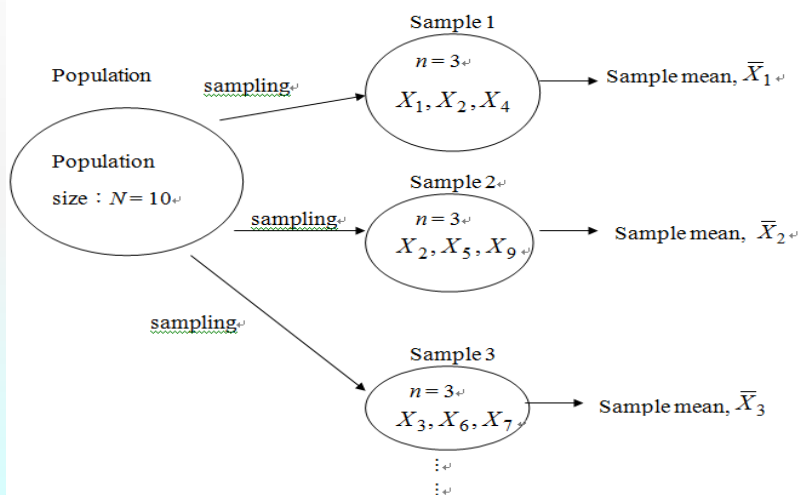 Sample 1
n = 3↵
X₁, X₂, X₄
Sample mean, X̅₁↵
Population
sampling↵
Population
size：N = 10↵
Sample 2↵
n = 3↵
X₂, X₅, X₉↵
sampling↵
Sample mean, X̅₂↵
sampling↵
Sample 3
n = 3↵
X₃, X₆, X₇↵
Sample mean, X̅₃
⋮↵
⋮↵